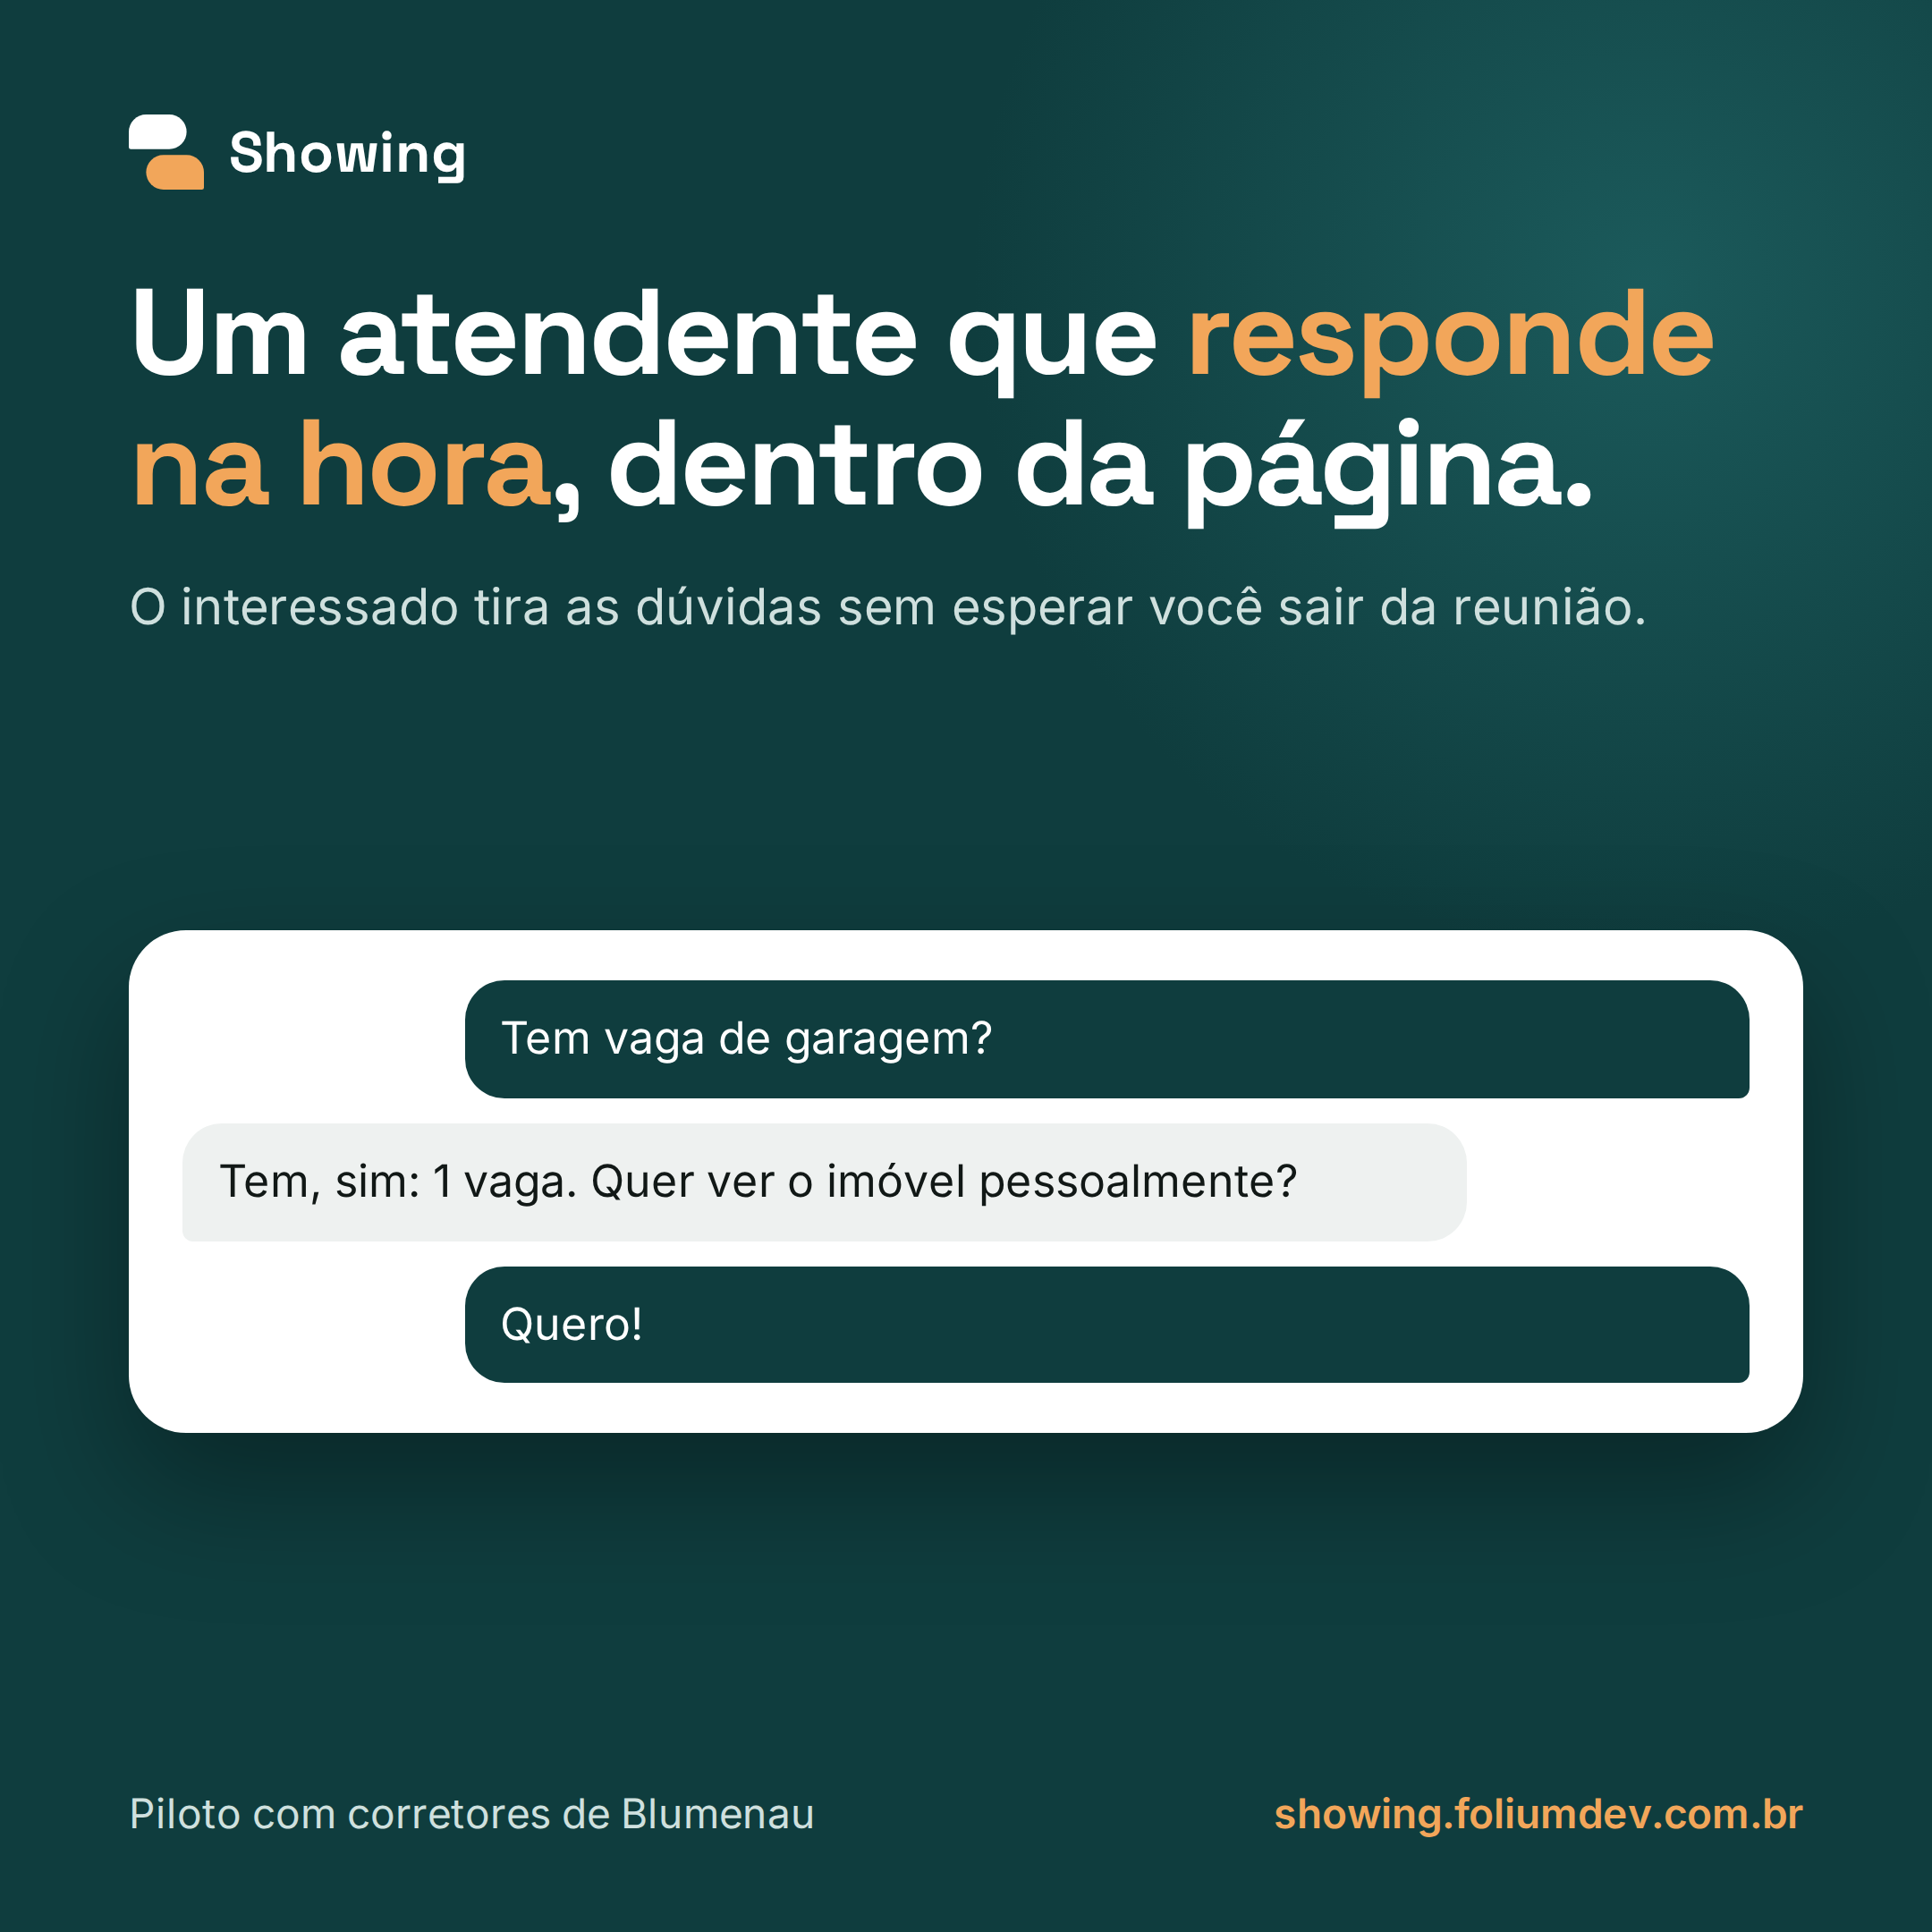 Showing
Um atendente que responde
na hora, dentro da página.
O interessado tira as dúvidas sem esperar você sair da reunião.
Tem vaga de garagem?
Tem, sim: 1 vaga. Quer ver o imóvel pessoalmente?
Quero!
Piloto com corretores de Blumenau
showing.foliumdev.com.br